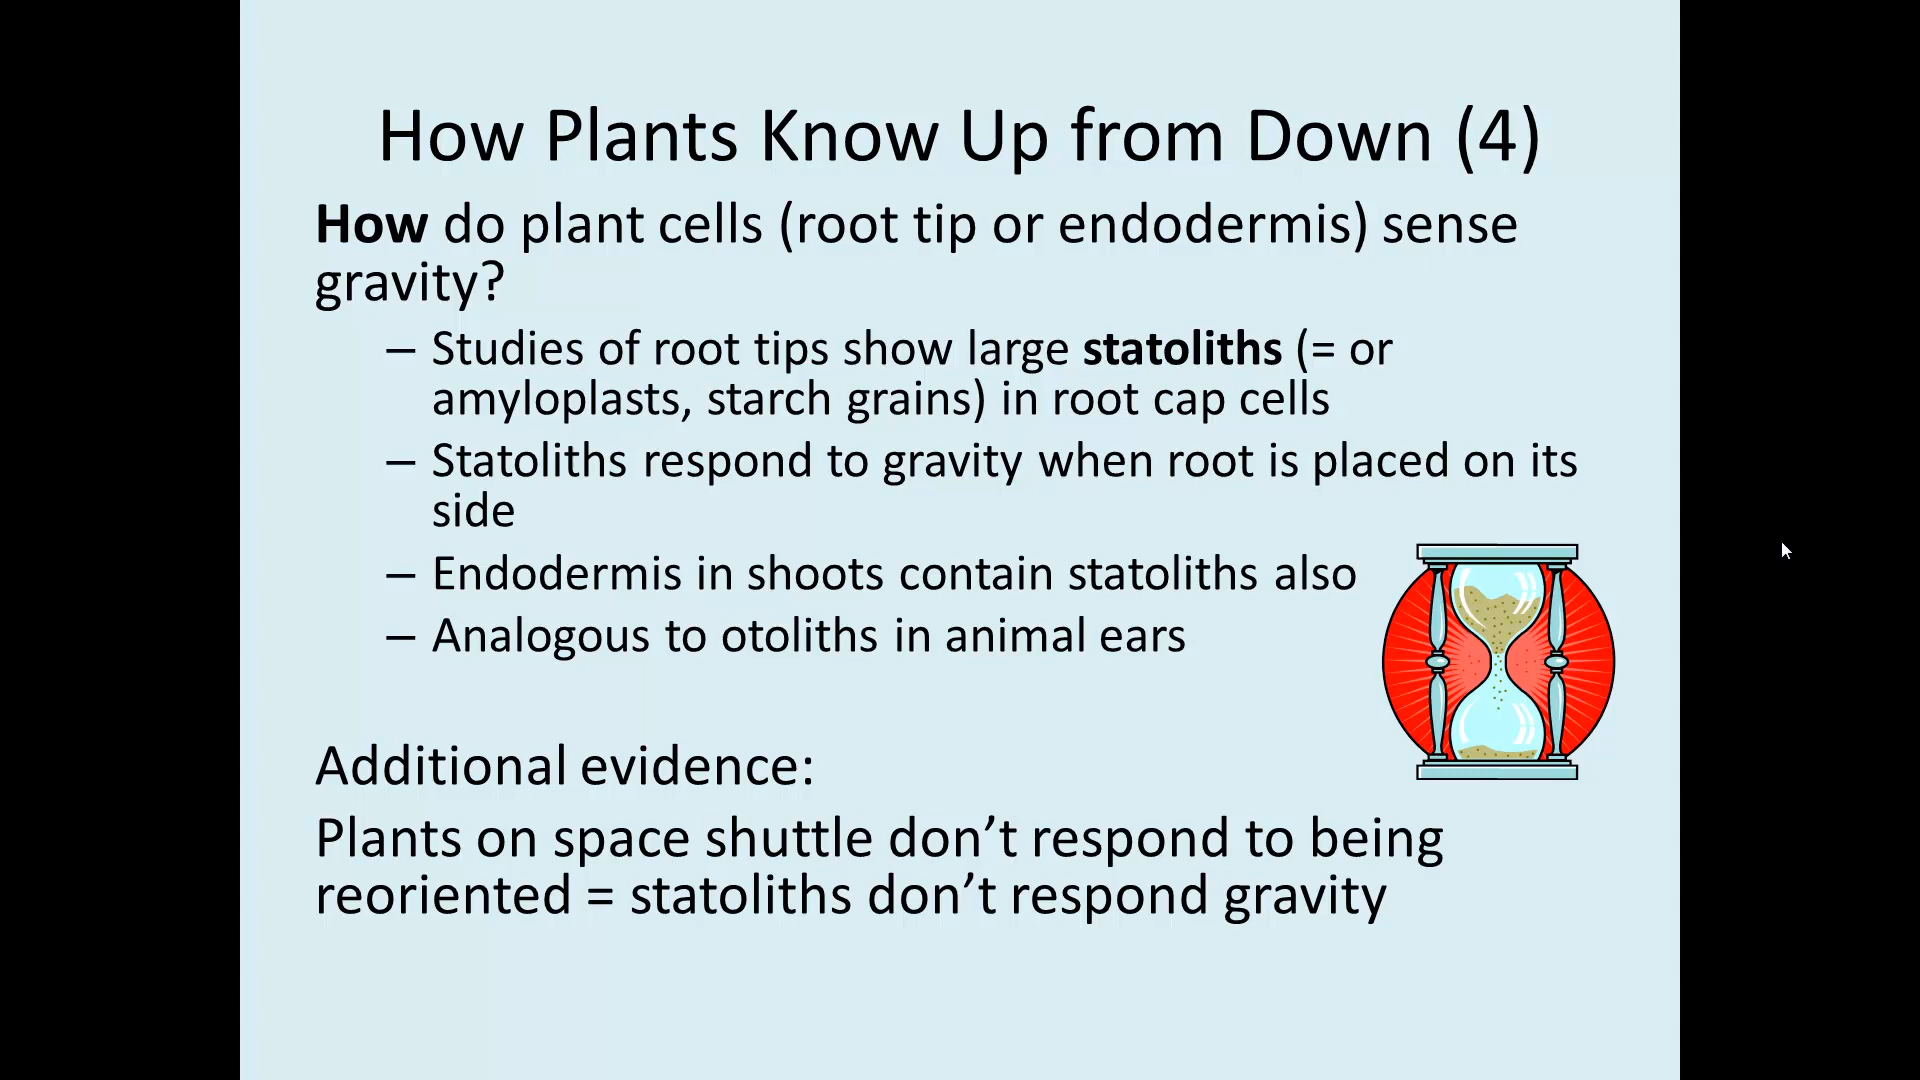 How Plants Know Up from Down (4)
How do plant cells (root tip or endodermis) sense
gravity?
– Studies of root tips show large statoliths (= or
amyloplasts, starch grains) in root cap cells
– Statoliths respond to gravity when root is placed on its
side
– Endodermis in shoots contain statoliths also
– Analogous to otoliths in animal ears
Additional evidence:
Plants on space shuttle don’t respond to being
reoriented = statoliths don’t respond gravity